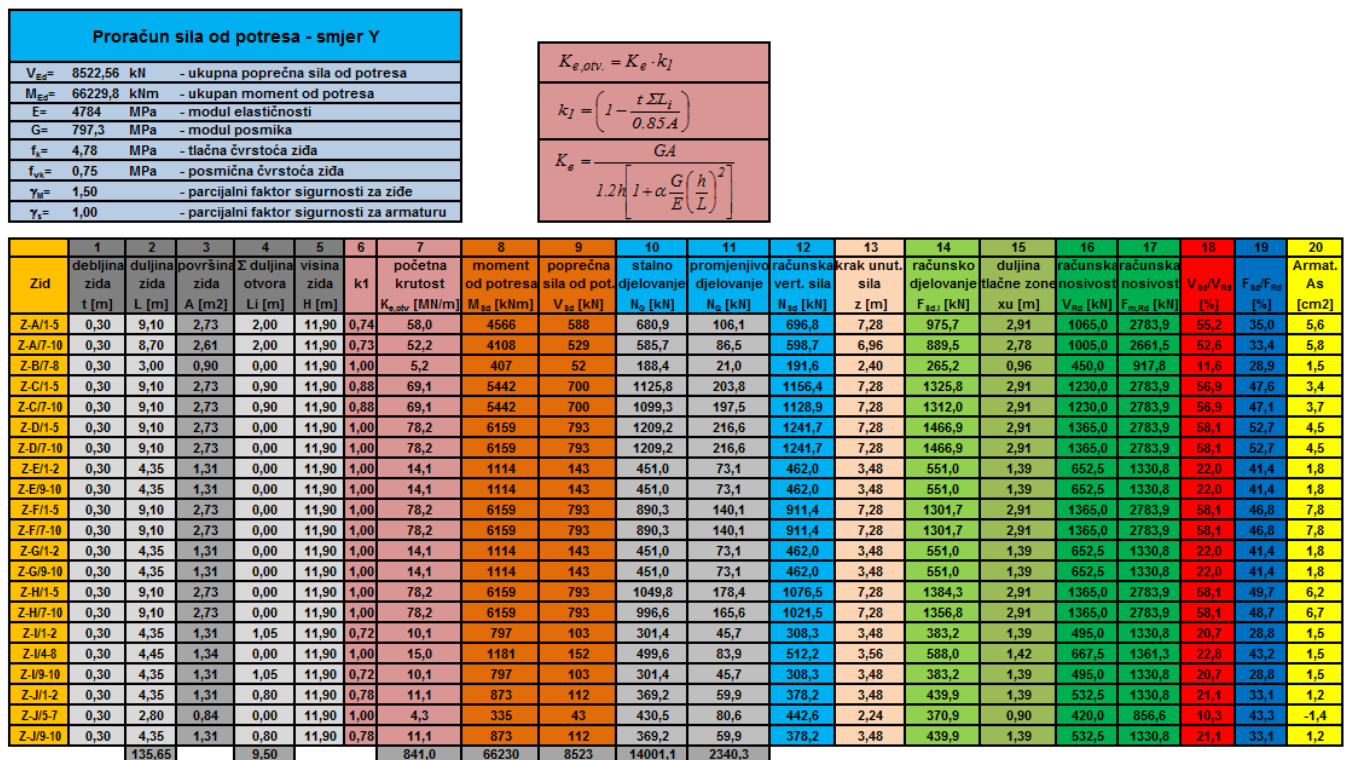 Proračun sila od potresa - smjer Y
V_Ed= 8522,56 kN - ukupna poprečna sila od potresa
M_Ed= 66229,8 kNm - ukupan moment od potresa
E= 4784 MPa - modul elastičnosti
G= 797,3 MPa - modul posmika
f_k= 4,78 MPa - tlačna čvrstoća ziđa
f_vk= 0,75 MPa - posmična čvrstoća ziđa
γ_M= 1,50 - parcijalni faktor sigurnosti za ziđe
γ_s= 1,00 - parcijalni faktor sigurnosti za armaturu
K_e,otv. = K_e · k_1
k_1 = (1 - t ΣL_i / 0.85 A)
K_e = GA / 1.2h[1 + α G/E (h/L)^2]
1 2 3 4 5 6 7 8 9 10 11 12 13 14 15 16 17 18 19 20
Zid debljina zida t [m] duljina zida L [m] površina zida A [m2] Σ duljina otvora Li [m] visina zida H [m] k1 početna krutost K_e,otv [MN/m] moment od potresa M_Sd [kNm] poprečna sila od pot. V_Sd [kN] stalno djelovanje N_G [kN] promjenjivo djelovanje N_Q [kN] računska vert. sila N_Sd [kN] krak unut. sila z [m] računsko djelovanje F_Sd,i [kN] duljina tlačne zone xu [m] računska nosivost V_Rd [kN] računska nosivost F_m,Rd [kN] V_Sd/V_Rd [%] F_Sd/F_Rd [%] Armat. As [cm2]
Z-A/1-5 0,30 9,10 2,73 2,00 11,90 0,74 58,0 4566 588 680,9 106,1 696,8 7,28 975,7 2,91 1065,0 2783,9 55,2 35,0 5,6
Z-A/7-10 0,30 8,70 2,61 2,00 11,90 0,73 52,2 4108 529 585,7 86,5 598,7 6,96 889,5 2,78 1005,0 2661,5 52,6 33,4 5,8
Z-B/7-8 0,30 3,00 0,90 0,00 11,90 1,00 5,2 407 52 188,4 21,0 191,6 2,40 265,2 0,96 450,0 917,8 11,6 28,9 1,5
Z-C/1-5 0,30 9,10 2,73 0,90 11,90 0,88 69,1 5442 700 1125,8 203,8 1156,4 7,28 1325,8 2,91 1230,0 2783,9 56,9 47,6 3,4
Z-C/7-10 0,30 9,10 2,73 0,90 11,90 0,88 69,1 5442 700 1099,3 197,5 1128,9 7,28 1312,0 2,91 1230,0 2783,9 56,9 47,1 3,7
Z-D/1-5 0,30 9,10 2,73 0,00 11,90 1,00 78,2 6159 793 1209,2 216,6 1241,7 7,28 1466,9 2,91 1365,0 2783,9 58,1 52,7 4,5
Z-D/7-10 0,30 9,10 2,73 0,00 11,90 1,00 78,2 6159 793 1209,2 216,6 1241,7 7,28 1466,9 2,91 1365,0 2783,9 58,1 52,7 4,5
Z-E/1-2 0,30 4,35 1,31 0,00 11,90 1,00 14,1 1114 143 451,0 73,1 462,0 3,48 551,0 1,39 652,5 1330,8 22,0 41,4 1,8
Z-E/9-10 0,30 4,35 1,31 0,00 11,90 1,00 14,1 1114 143 451,0 73,1 462,0 3,48 551,0 1,39 652,5 1330,8 22,0 41,4 1,8
Z-F/1-5 0,30 9,10 2,73 0,00 11,90 1,00 78,2 6159 793 890,3 140,1 911,4 7,28 1301,7 2,91 1365,0 2783,9 58,1 46,8 7,8
Z-F/7-10 0,30 9,10 2,73 0,00 11,90 1,00 78,2 6159 793 890,3 140,1 911,4 7,28 1301,7 2,91 1365,0 2783,9 58,1 46,8 7,8
Z-G/1-2 0,30 4,35 1,31 0,00 11,90 1,00 14,1 1114 143 451,0 73,1 462,0 3,48 551,0 1,39 652,5 1330,8 22,0 41,4 1,8
Z-G/9-10 0,30 4,35 1,31 0,00 11,90 1,00 14,1 1114 143 451,0 73,1 462,0 3,48 551,0 1,39 652,5 1330,8 22,0 41,4 1,8
Z-H/1-5 0,30 9,10 2,73 0,00 11,90 1,00 78,2 6159 793 1049,8 178,4 1076,5 7,28 1384,3 2,91 1365,0 2783,9 58,1 49,7 6,2
Z-H/7-10 0,30 9,10 2,73 0,00 11,90 1,00 78,2 6159 793 996,6 165,6 1021,5 7,28 1356,8 2,91 1365,0 2783,9 58,1 48,7 6,7
Z-I/1-2 0,30 4,35 1,31 1,05 11,90 0,72 10,1 797 103 301,4 45,7 308,3 3,48 383,2 1,39 495,0 1330,8 20,7 28,8 1,5
Z-I/4-8 0,30 4,45 1,34 0,00 11,90 1,00 15,0 1181 152 499,6 83,9 512,2 3,56 588,0 1,42 667,5 1361,3 22,8 43,2 1,5
Z-I/9-10 0,30 4,35 1,31 1,05 11,90 0,72 10,1 797 103 301,4 45,7 308,3 3,48 383,2 1,39 495,0 1330,8 20,7 28,8 1,5
Z-J/1-2 0,30 4,35 1,31 0,80 11,90 0,78 11,1 873 112 369,2 59,9 378,2 3,48 439,9 1,39 532,5 1330,8 21,1 33,1 1,2
Z-J/5-7 0,30 2,80 0,84 0,00 11,90 1,00 4,3 335 43 430,5 80,6 442,6 2,24 370,9 0,90 420,0 856,6 10,3 43,3 -1,4
Z-J/9-10 0,30 4,35 1,31 0,80 11,90 0,78 11,1 873 112 369,2 59,9 378,2 3,48 439,9 1,39 532,5 1330,8 21,1 33,1 1,2
135,65 9,50 841,0 66230 8523 14001,1 2340,3